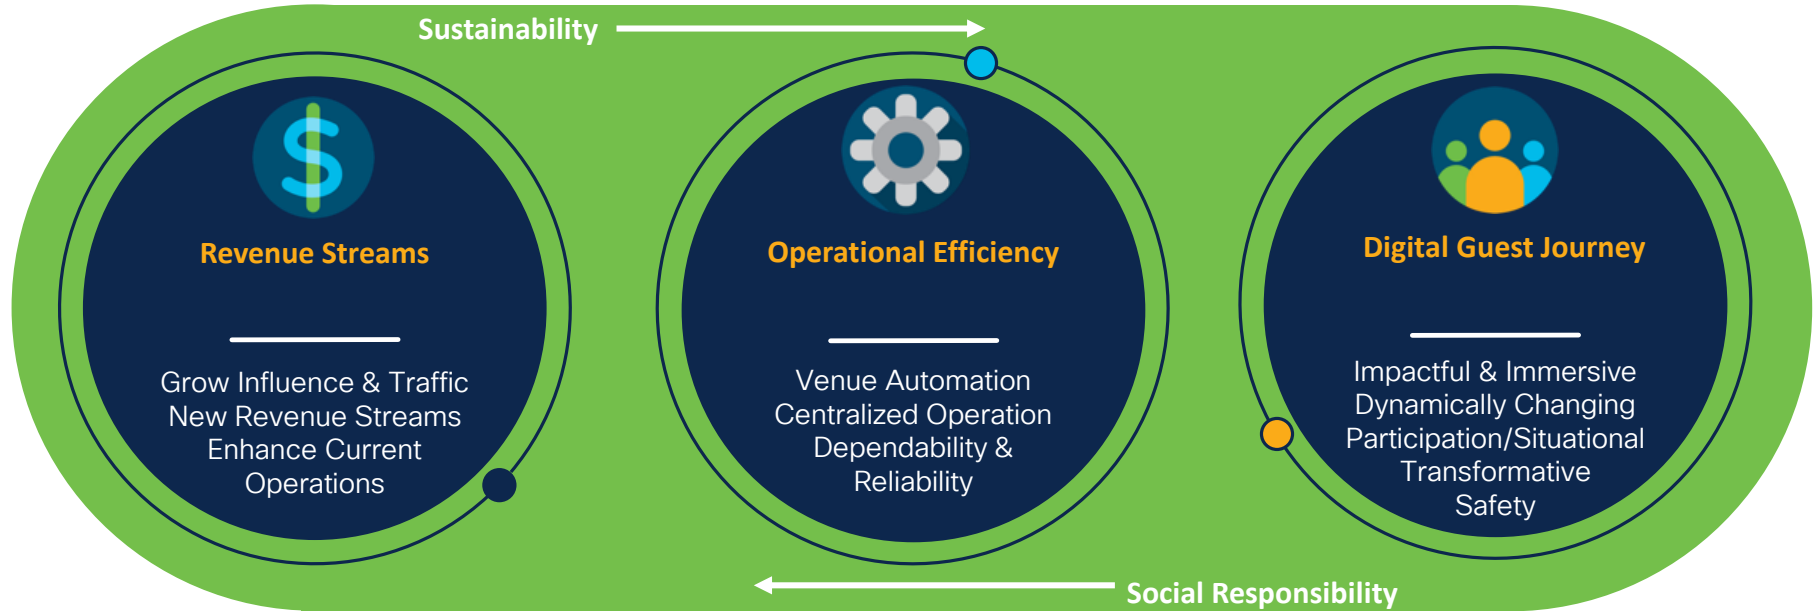 Sustainability
Revenue Streams
Grow Influence & Traffic
New Revenue Streams
Enhance Current
Operations
Operational Efficiency
Venue Automation
Centralized Operation
Dependability &
Reliability
Digital Guest Journey
Impactful & Immersive
Dynamically Changing
Participation/Situational
Transformative
Safety
Social Responsibility